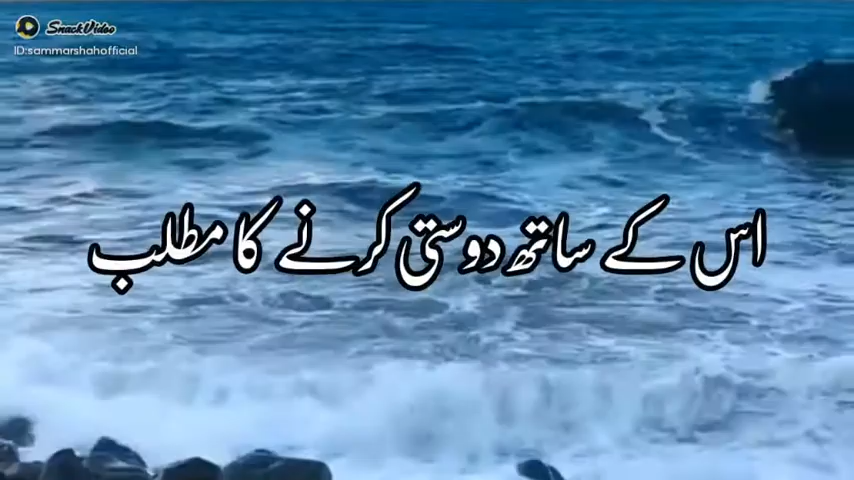 SnackVideo
ID:sammarshahofficial
اس کے ساتھ دوستی کرنے کا مطلب